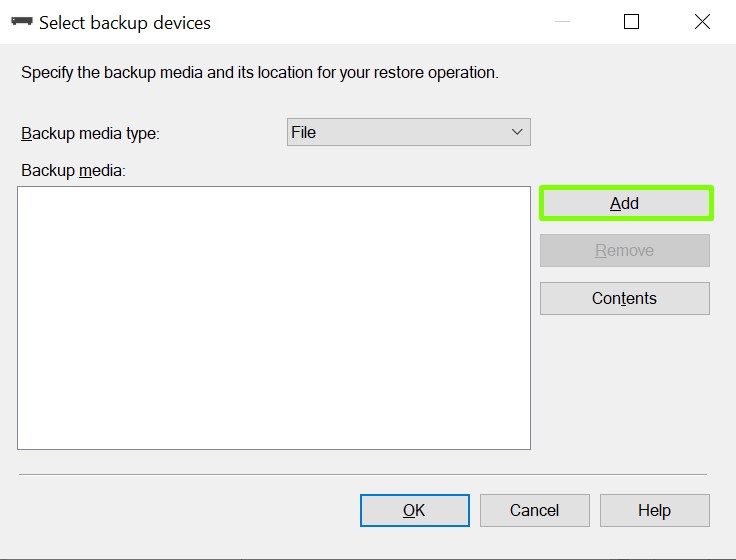 Select backup devices
Specify the backup media and its location for your restore operation.
Backup media type:
File
Backup media:
Add
Remove
Contents
OK
Cancel
Help